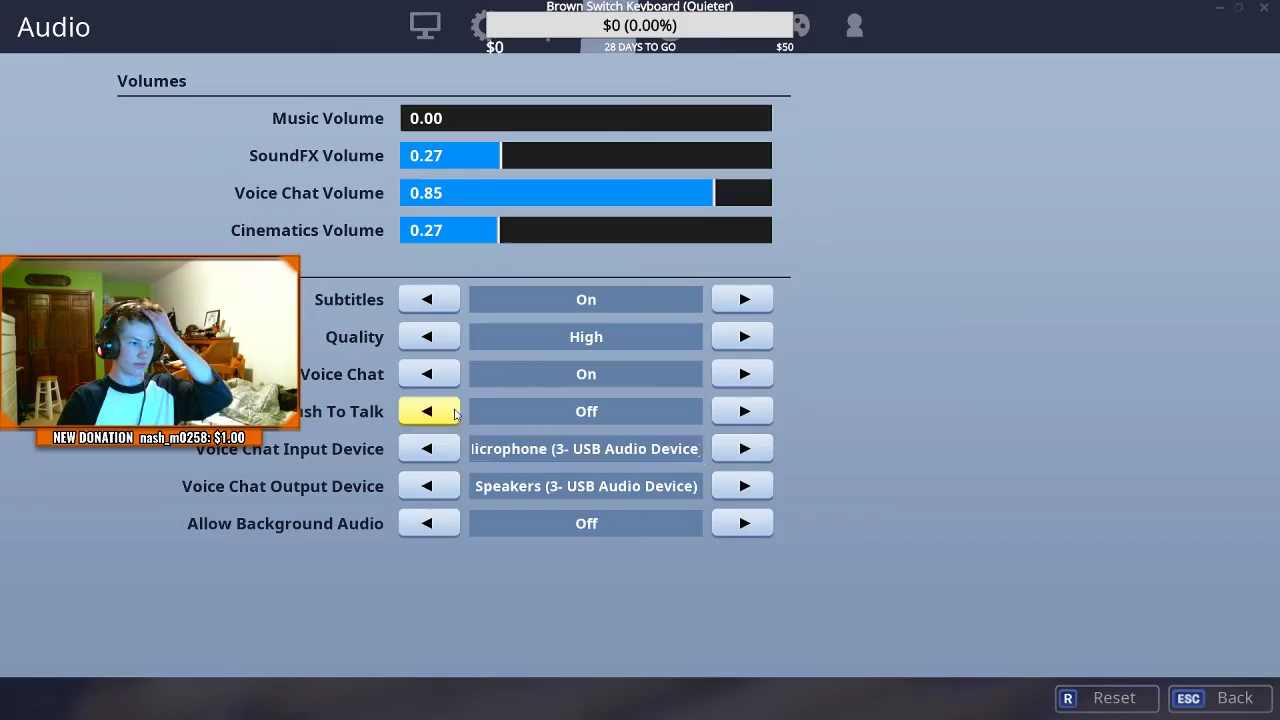 Brown Switch Keyboard (Quieter)
Audio
$0 (0.00%)
$0
28 DAYS TO GO
$50
Volumes
Music Volume
0.00
SoundFX Volume
0.27
Voice Chat Volume
0.85
Cinematics Volume
0.27
Subtitles
On
Quality
High
Voice Chat
On
ush To Talk
Off
NEW DONATION nash_m0258: $1.00
Voice Chat Input Device
icrophone (3- USB Audio Device)
Voice Chat Output Device
Speakers (3- USB Audio Device)
Allow Background Audio
Off
R Reset
ESC Back